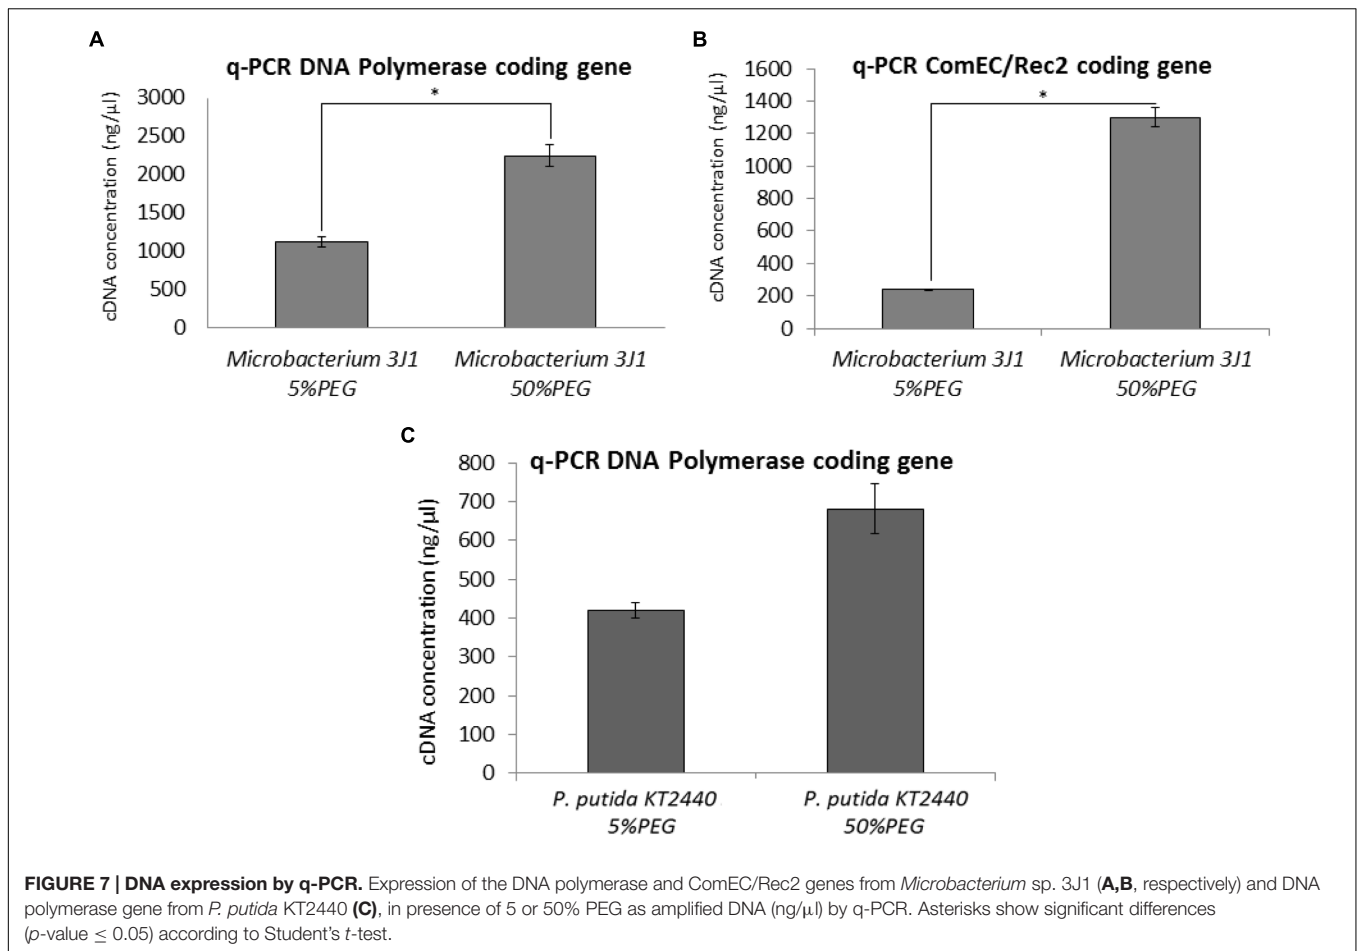 A
q-PCR DNA Polymerase coding gene
cDNA concentration (ng/µl)
3000
2500
2000
1500
1000
500
0
*
Microbacterium 3J1
5%PEG
Microbacterium 3J1
50%PEG
B
q-PCR ComEC/Rec2 coding gene
cDNA concentration (ng/µl)
1600
1400
1200
1000
800
600
400
200
0
*
Microbacterium 3J1
5%PEG
Microbacterium 3J1
50%PEG
C
q-PCR DNA Polymerase coding gene
cDNA concentration (ng/µl)
800
700
600
500
400
300
200
100
0
P. putida KT2440
5%PEG
P. putida KT2440
50%PEG
FIGURE 7 | DNA expression by q-PCR. Expression of the DNA polymerase and ComEC/Rec2 genes from Microbacterium sp. 3J1 (A,B, respectively) and DNA
polymerase gene from P. putida KT2440 (C), in presence of 5 or 50% PEG as amplified DNA (ng/µl) by q-PCR. Asterisks show significant differences
(p-value ≤ 0.05) according to Student's t-test.